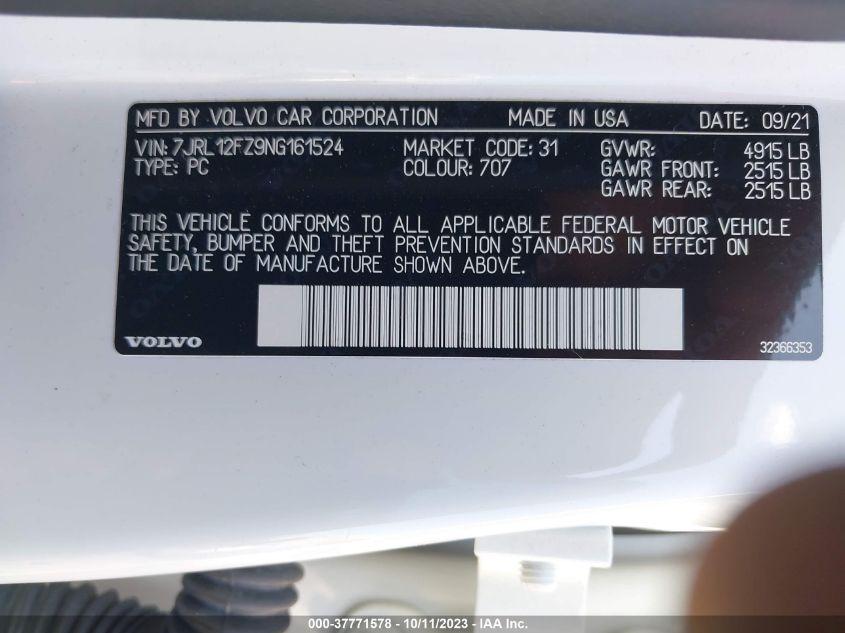 MFD BY VOLVO CAR CORPORATION MADE IN USA DATE: 09/21
VIN: 7JRL12FZ9NG161524 MARKET CODE: 31 GVWR: 4915 LB
TYPE: PC COLOUR: 707 GAWR FRONT: 2515 LB
GAWR REAR: 2515 LB
THIS VEHICLE CONFORMS TO ALL APPLICABLE FEDERAL MOTOR VEHICLE
SAFETY, BUMPER AND THEFT PREVENTION STANDARDS IN EFFECT ON
THE DATE OF MANUFACTURE SHOWN ABOVE.
VOLVO 32366353
000-37771578 - 10/11/2023 - IAA Inc.